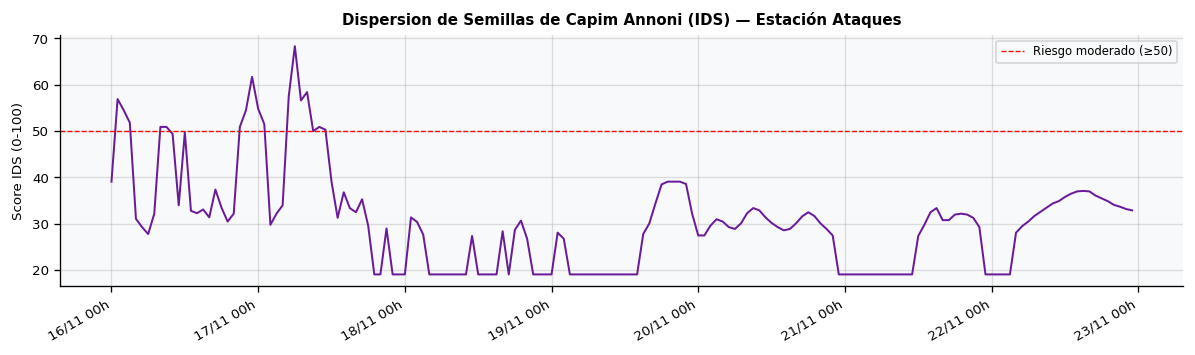 Dispersion de Semillas de Capim Annoni (IDS) — Estación Ataques
Riesgo moderado (≥50)
Score IDS (0-100)
70
60
50
40
30
20
16/11 00h
17/11 00h
18/11 00h
19/11 00h
20/11 00h
21/11 00h
22/11 00h
23/11 00h